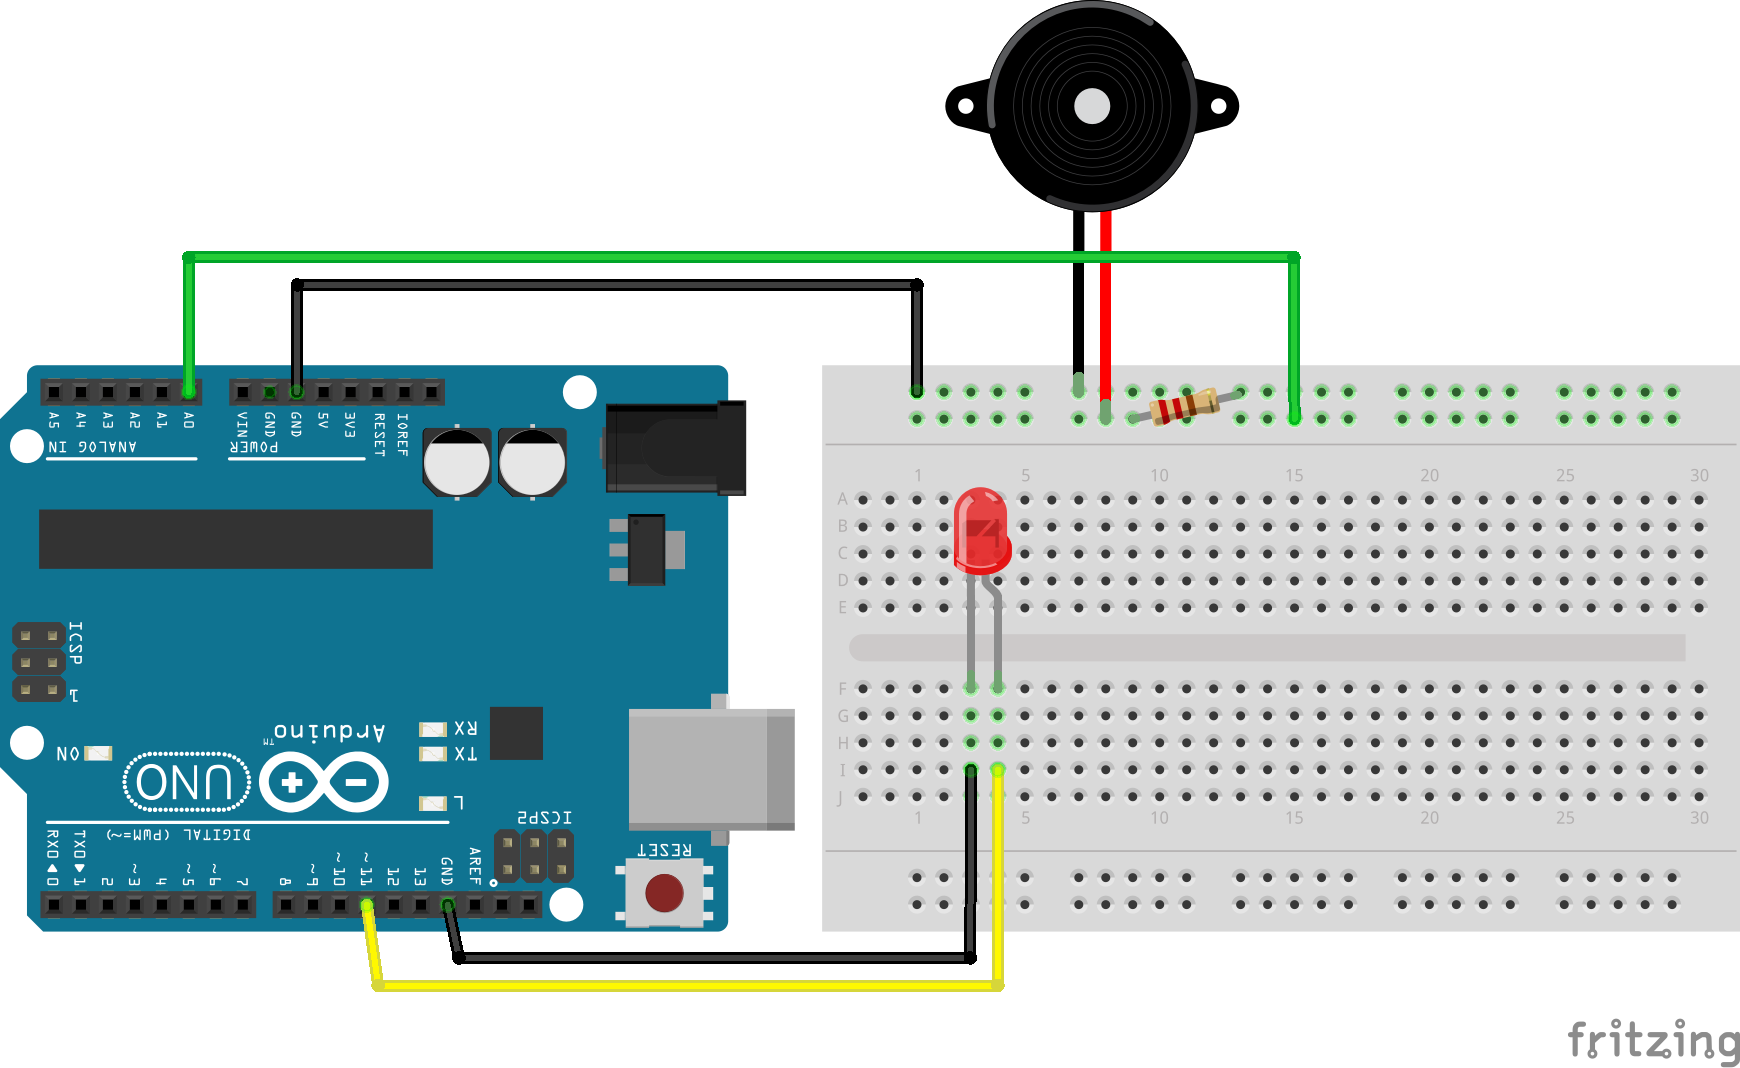 A5 A4 A3 A2 A1 A0
VIN GND GND 5V 3V3 RESET IOREF
ANALOG IN
POWER
1 5 10 15 20 25 30
A
B
C
D
E
F
G
H
I
J
1 5 10 15 20 25 30
ICSP
1
Arduino
TM
UNO
ON
RX
TX
L
ICSP2
RESET
DIGITAL (PWM=~)
RX0◀0 TX0▶1 2 ~3 4 ~5 ~6 7 8 ~9 ~10 ~11 12 13 GND AREF
fritzing